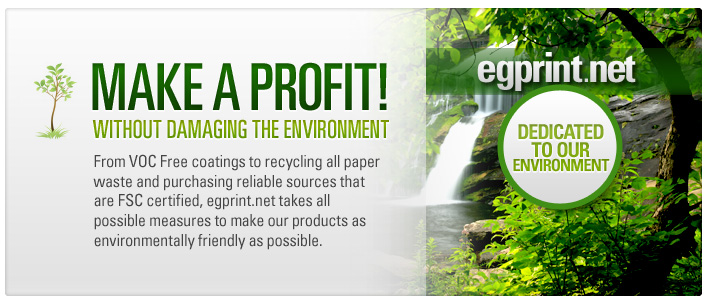 MAKE A PROFIT!
WITHOUT DAMAGING THE ENVIRONMENT
From VOC Free coatings to recycling all paper
waste and purchasing reliable sources that
are FSC certified, egprint.net takes all
possible measures to make our products as
environmentally friendly as possible.
egprint.net
DEDICATED
TO OUR
ENVIRONMENT